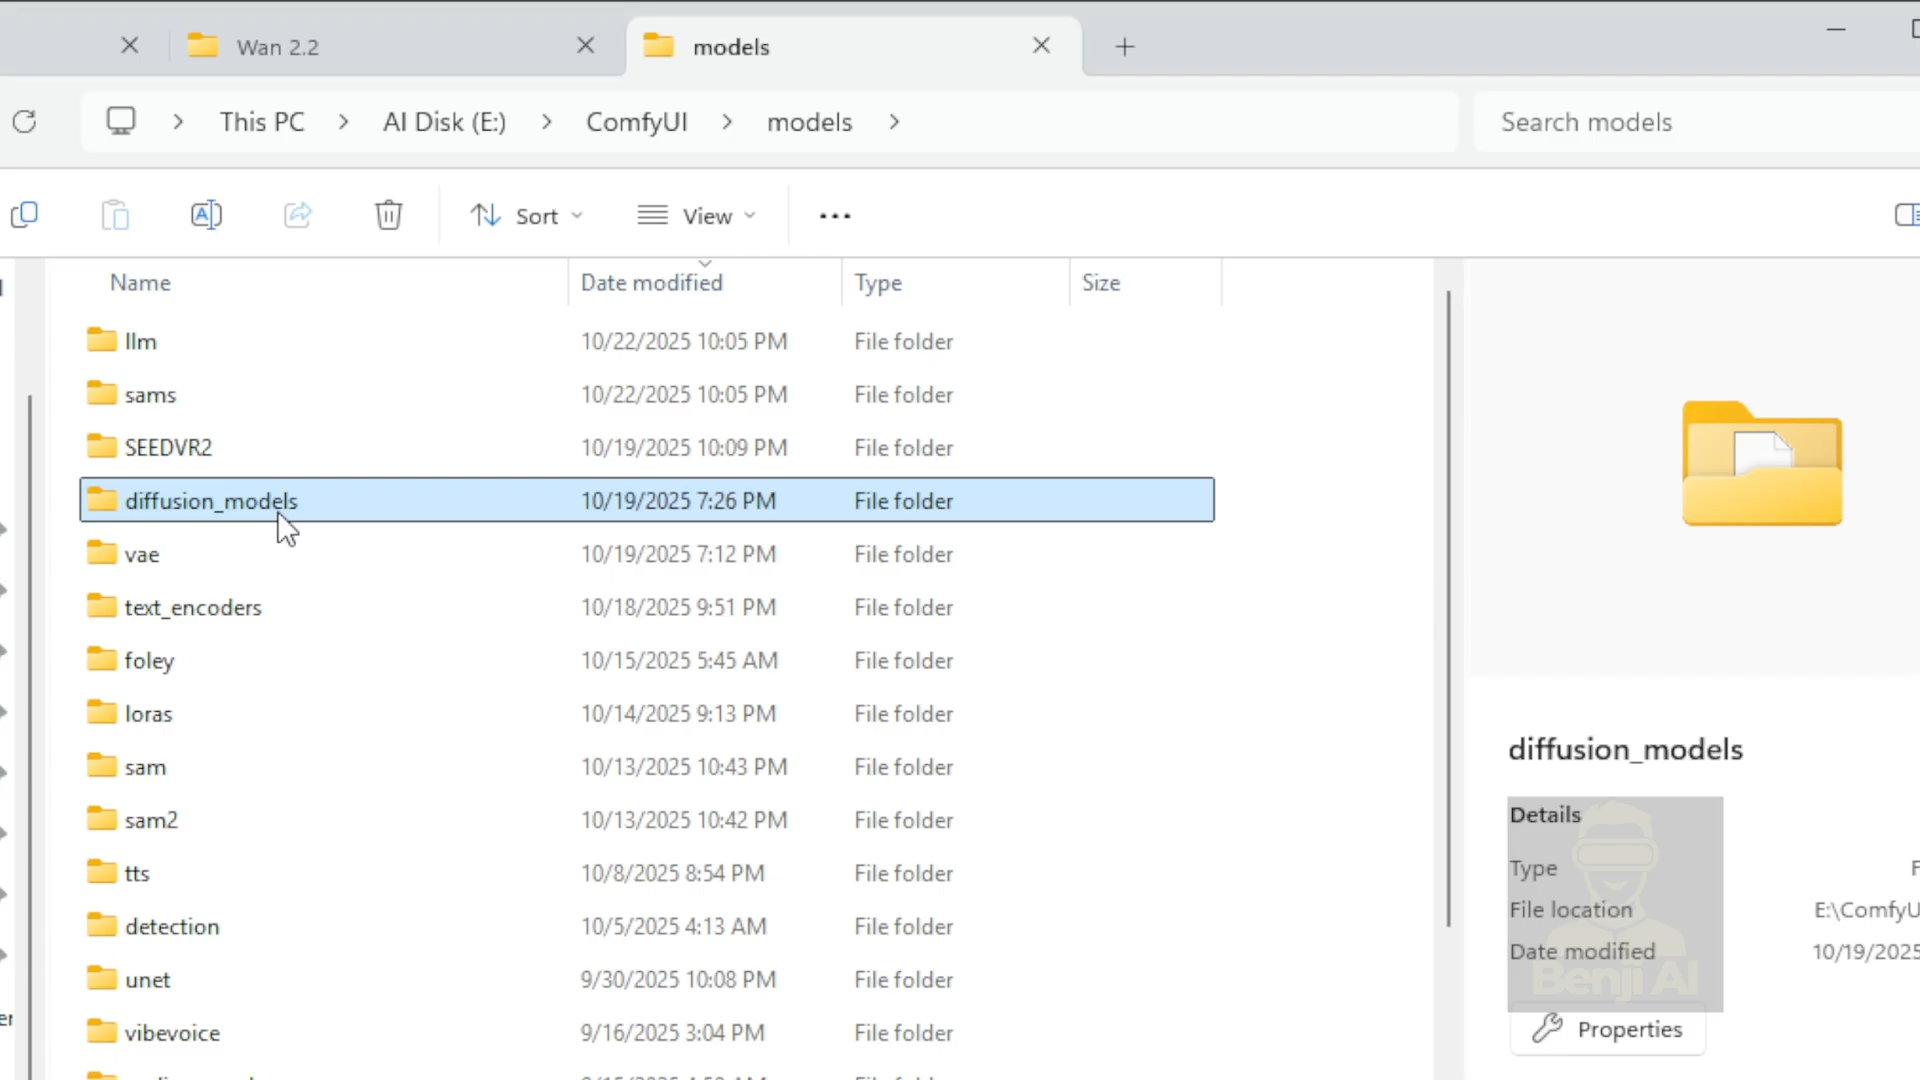 Wan 2.2
models
This PC > AI Disk (E:) > ComfyUI > models >
Search models
Sort
View
Name Date modified Type Size
llm 10/22/2025 10:05 PM File folder
sams 10/22/2025 10:05 PM File folder
SEEDVR2 10/19/2025 10:09 PM File folder
diffusion_models 10/19/2025 7:26 PM File folder
vae 10/19/2025 7:12 PM File folder
text_encoders 10/18/2025 9:51 PM File folder
foley 10/15/2025 5:45 AM File folder
loras 10/14/2025 9:13 PM File folder
sam 10/13/2025 10:43 PM File folder
sam2 10/13/2025 10:42 PM File folder
tts 10/8/2025 8:54 PM File folder
detection 10/5/2025 4:13 AM File folder
unet 9/30/2025 10:08 PM File folder
vibevoice 9/16/2025 3:04 PM File folder
diffusion_models
Details
Type F
File location E:\ComfyU
Date modified 10/19/2025
Benji AI
Properties